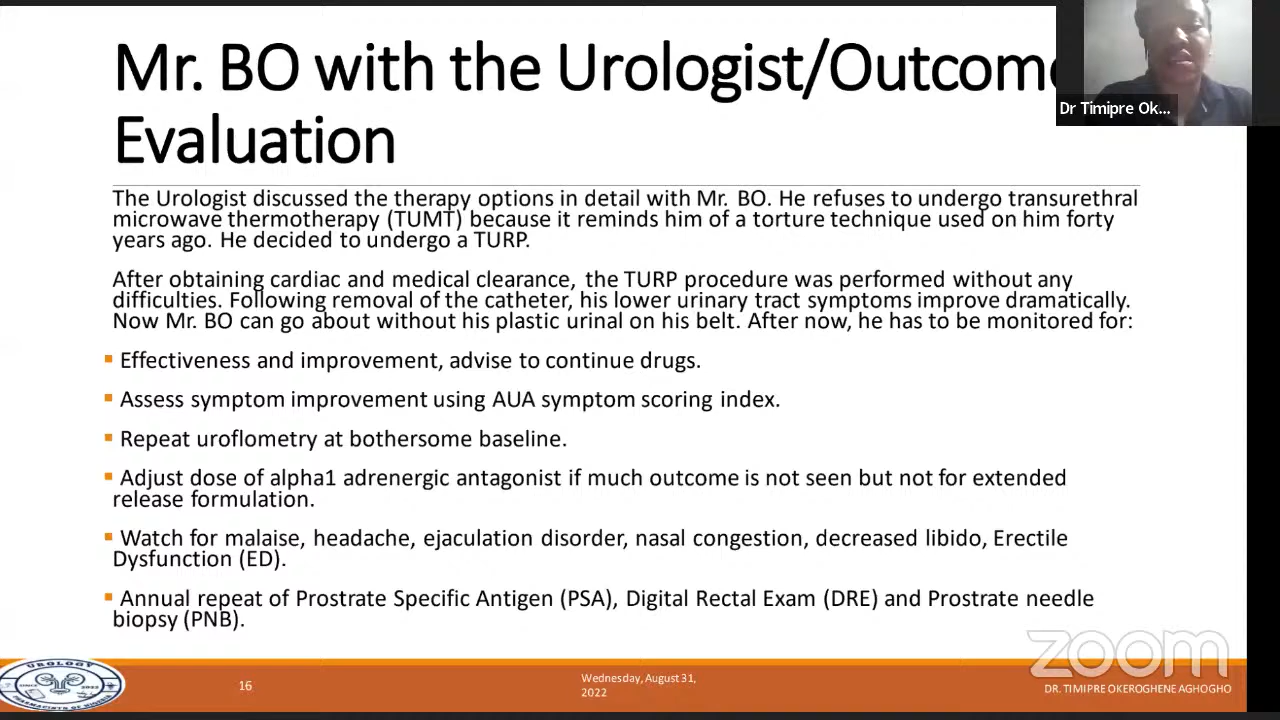 Mr. BO with the Urologist/Outcom
Evaluation
Dr Timipre Ok...
The Urologist discussed the therapy options in detail with Mr. BO. He refuses to undergo transurethral
microwave thermotherapy (TUMT) because it reminds him of a torture technique used on him forty
years ago. He decided to undergo a TURP.
After obtaining cardiac and medical clearance, the TURP procedure was performed without any
difficulties. Following removal of the catheter, his lower urinary tract symptoms improve dramatically.
Now Mr. BO can go about without his plastic urinal on his belt. After now, he has to be monitored for:
Effectiveness and improvement, advise to continue drugs.
Assess symptom improvement using AUA symptom scoring index.
Repeat uroflometry at bothersome baseline.
Adjust dose of alpha1 adrenergic antagonist if much outcome is not seen but not for extended
release formulation.
Watch for malaise, headache, ejaculation disorder, nasal congestion, decreased libido, Erectile
Dysfunction (ED).
Annual repeat of Prostrate Specific Antigen (PSA), Digital Rectal Exam (DRE) and Prostrate needle
biopsy (PNB).
zoom
UROLOGY
16
Wednesday, August 31,
2022
DR. TIMIPRE OKEROGHENE AGHOGHO